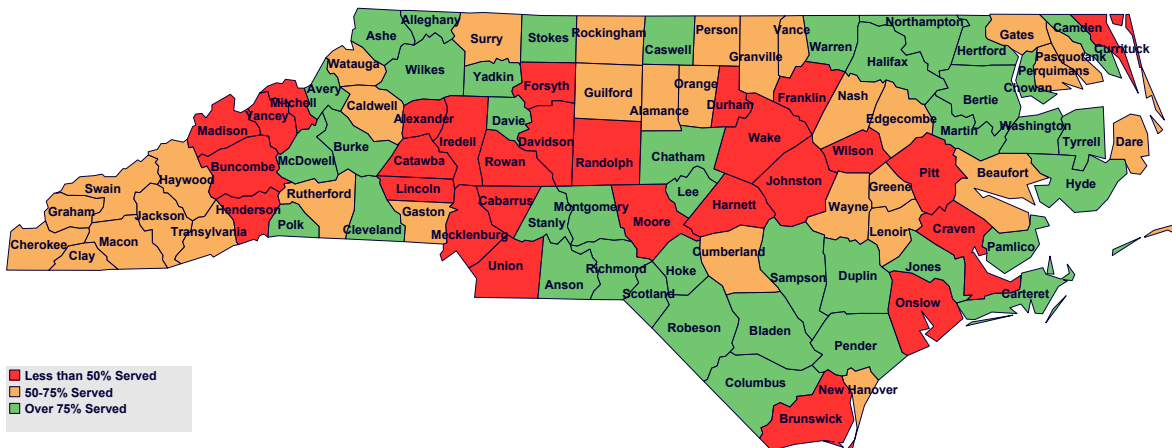 Ashe
Alleghany
Surry
Stokes
Rockingham
Caswell
Person
Granville
Vance
Warren
Northampton
Hertford
Gates
Camden
Currituck
Pasquotank
Perquimans
Chowan
Watauga
Wilkes
Yadkin
Forsyth
Guilford
Alamance
Orange
Durham
Franklin
Halifax
Bertie
Avery
Mitchell
Yancey
Caldwell
Alexander
Iredell
Davie
Nash
Edgecombe
Martin
Washington
Tyrrell
Dare
Madison
Buncombe
McDowell
Burke
Catawba
Rowan
Davidson
Randolph
Chatham
Wake
Wilson
Pitt
Beaufort
Hyde
Swain
Haywood
Rutherford
Lincoln
Cabarrus
Lee
Johnston
Greene
Graham
Jackson
Henderson
Polk
Cleveland
Gaston
Stanly
Montgomery
Moore
Harnett
Wayne
Lenoir
Craven
Pamlico
Cherokee
Clay
Macon
Transylvania
Mecklenburg
Union
Anson
Richmond
Scotland
Hoke
Cumberland
Sampson
Duplin
Jones
Onslow
Carteret
Robeson
Bladen
Pender
Columbus
New Hanover
Brunswick
Less than 50% Served
50-75% Served
Over 75% Served